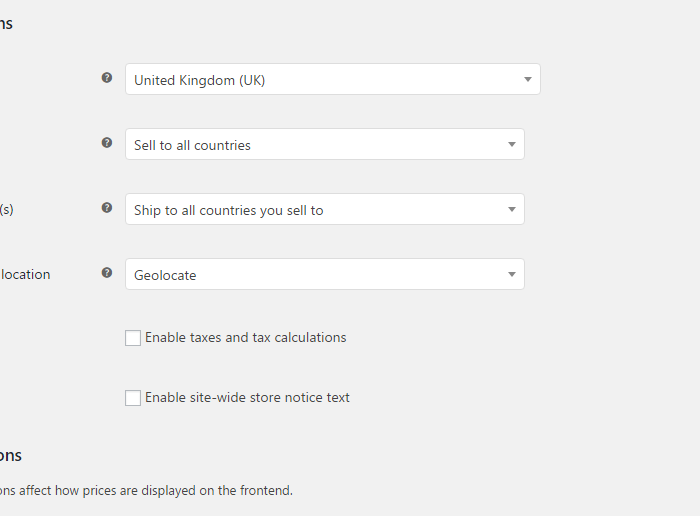 ns
United Kingdom (UK)
Sell to all countries
(s) Ship to all countries you sell to
location Geolocate
Enable taxes and tax calculations
Enable site-wide store notice text
ons
ons affect how prices are displayed on the frontend.